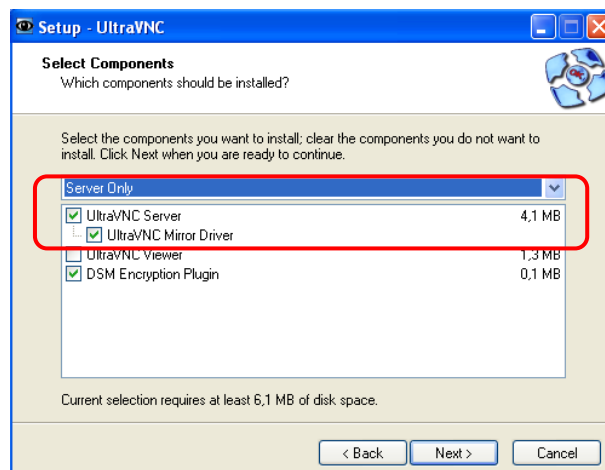 Setup - UltraVNC
Select Components
Which components should be installed?
Select the components you want to install; clear the components you do not want to
install. Click Next when you are ready to continue.
Server Only
UltraVNC Server 4,1 MB
UltraVNC Mirror Driver
UltraVNC Viewer 1,3 MB
DSM Encryption Plugin 0,1 MB
Current selection requires at least 6,1 MB of disk space.
< Back Next > Cancel